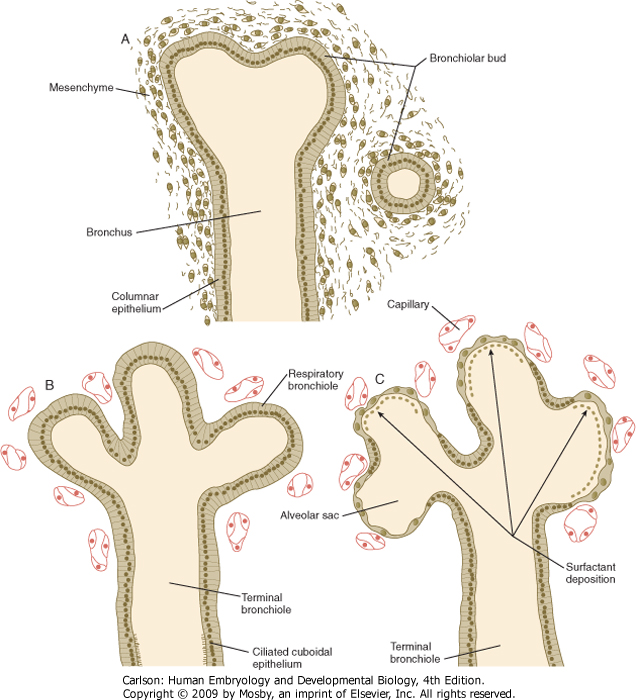 A
Bronchiolar bud
Mesenchyme
Bronchus
Columnar
epithelium
Capillary
B
Respiratory
bronchiole
C
Alveolar sac
Surfactant
deposition
Terminal
bronchiole
Ciliated cuboidal
epithelium
Terminal
bronchiole
Carlson: Human Embryology and Developmental Biology, 4th Edition.
Copyright © 2009 by Mosby, an imprint of Elsevier, Inc. All rights reserved.